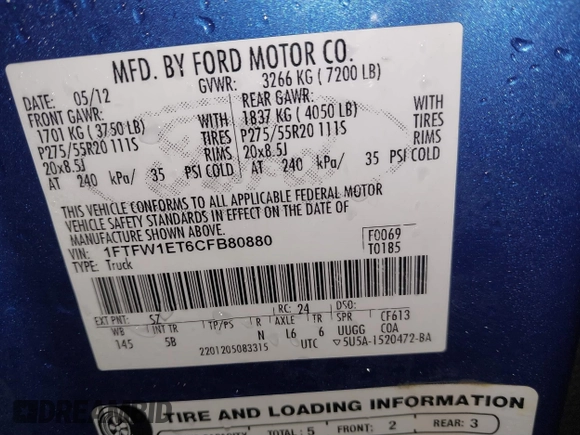 MFD. BY FORD MOTOR CO.
DATE: 05/12 GVWR: 3266 KG ( 7200 LB)
FRONT GAWR: REAR GAWR:
1701 KG ( 3750 LB) WITH 1837 KG ( 4050 LB) WITH
P275/55R20 111S TIRES P275/55R20 111S TIRES
20x8.5J RIMS 20x8.5J RIMS
AT 240 kPa/ 35 PSI COLD AT 240 kPa/ 35 PSI COLD
THIS VEHICLE CONFORMS TO ALL APPLICABLE FEDERAL MOTOR
VEHICLE SAFETY STANDARDS IN EFFECT ON THE DATE OF
MANUFACTURE SHOWN ABOVE.
VIN: 1FTFW1ET6CFB80880 F0069
TYPE: Truck T0185
EXT PNT: SZ RC: 24 DSO:
WB INT TR TP/PS R AXLE TR SPR CF613
145 5B N L6 6 UUGG COA
2201205083315 UTC 5U5A-1520472-BA
TIRE AND LOADING INFORMATION
TOTAL: 5 FRONT: 2 REAR: 3
DREAMBID